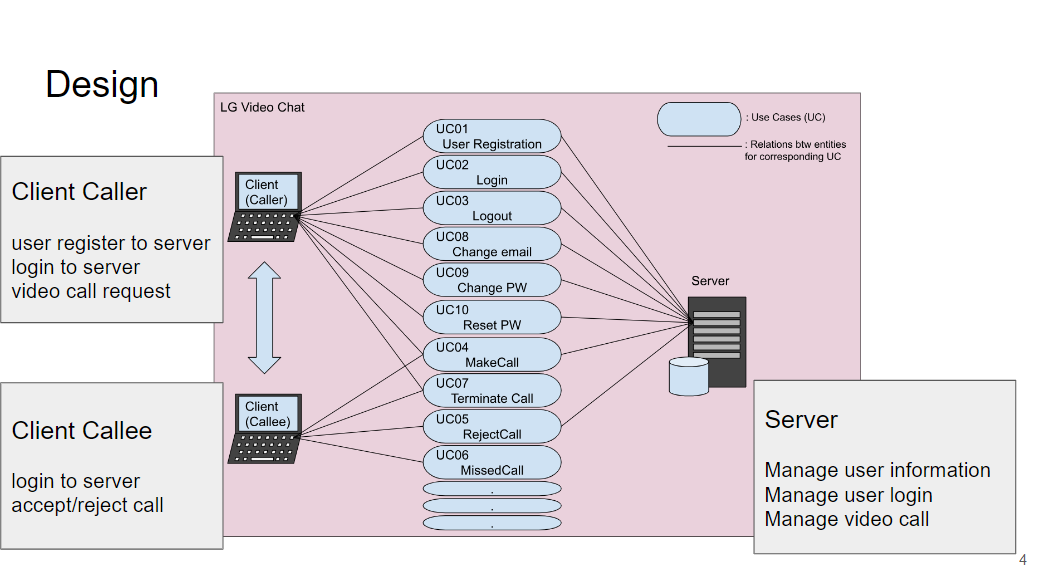 Design
LG Video Chat
: Use Cases (UC)
: Relations btw entities
for corresponding UC
Client Caller
user register to server
login to server
video call request
Client
(Caller)
UC01
User Registration
UC02
Login
UC03
Logout
UC08
Change email
UC09
Change PW
UC10
Reset PW
UC04
MakeCall
UC07
Terminate Call
UC05
RejectCall
UC06
MissedCall
.
.
.
Server
Client Callee
login to server
accept/reject call
Client
(Callee)
Server
Manage user information
Manage user login
Manage video call
4